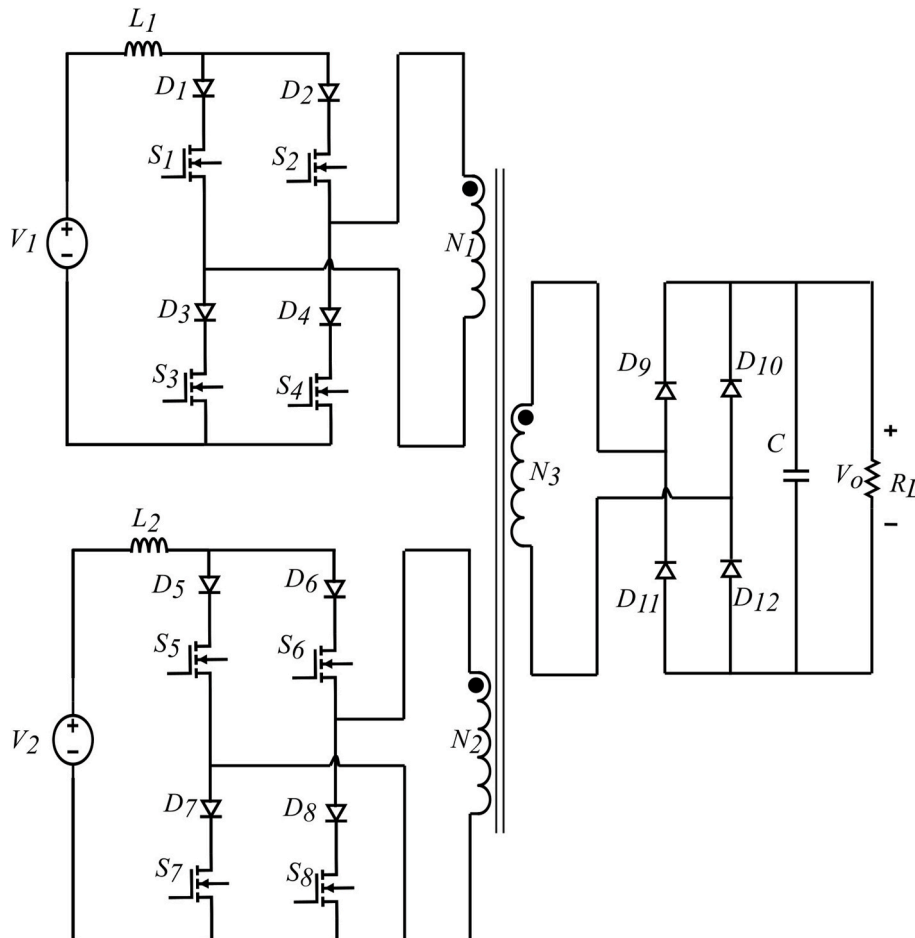 L1
D1
D2
S1
S2
V1
+
-
N1
D3
D4
S3
S4
D9
D10
N3
C
+
Vo
RL
-
D11
D12
L2
D5
D6
S5
S6
V2
+
-
N2
D7
D8
S7
S8